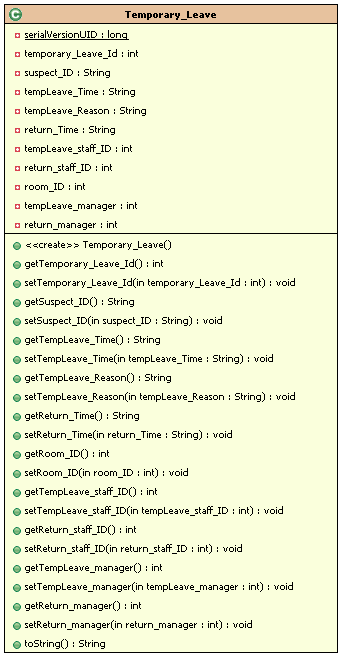 Temporary_Leave
serialVersionUID : long
temporary_Leave_Id : int
suspect_ID : String
tempLeave_Time : String
tempLeave_Reason : String
return_Time : String
tempLeave_staff_ID : int
return_staff_ID : int
room_ID : int
tempLeave_manager : int
return_manager : int
<<create>> Temporary_Leave()
getTemporary_Leave_Id() : int
setTemporary_Leave_Id(in temporary_Leave_Id : int) : void
getSuspect_ID() : String
setSuspect_ID(in suspect_ID : String) : void
getTempLeave_Time() : String
setTempLeave_Time(in tempLeave_Time : String) : void
getTempLeave_Reason() : String
setTempLeave_Reason(in tempLeave_Reason : String) : void
getReturn_Time() : String
setReturn_Time(in return_Time : String) : void
getRoom_ID() : int
setRoom_ID(in room_ID : int) : void
getTempLeave_staff_ID() : int
setTempLeave_staff_ID(in tempLeave_staff_ID : int) : void
getReturn_staff_ID() : int
setReturn_staff_ID(in return_staff_ID : int) : void
getTempLeave_manager() : int
setTempLeave_manager(in tempLeave_manager : int) : void
getReturn_manager() : int
setReturn_manager(in return_manager : int) : void
toString() : String